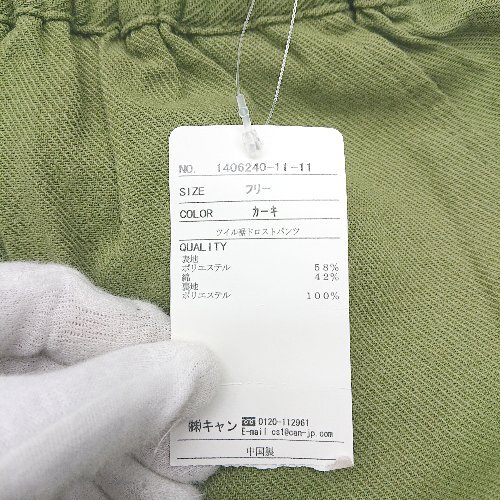 NO. 1406240-11-11
SIZE フリー
COLOR カーキ
ツイル裾ドロストパンツ
QUALITY
表地
ポリエステル 58%
綿 42%
裏地
ポリエステル 100%
㈱キャン 0120-112961
E-mail cs1@can-jp.com
中国製